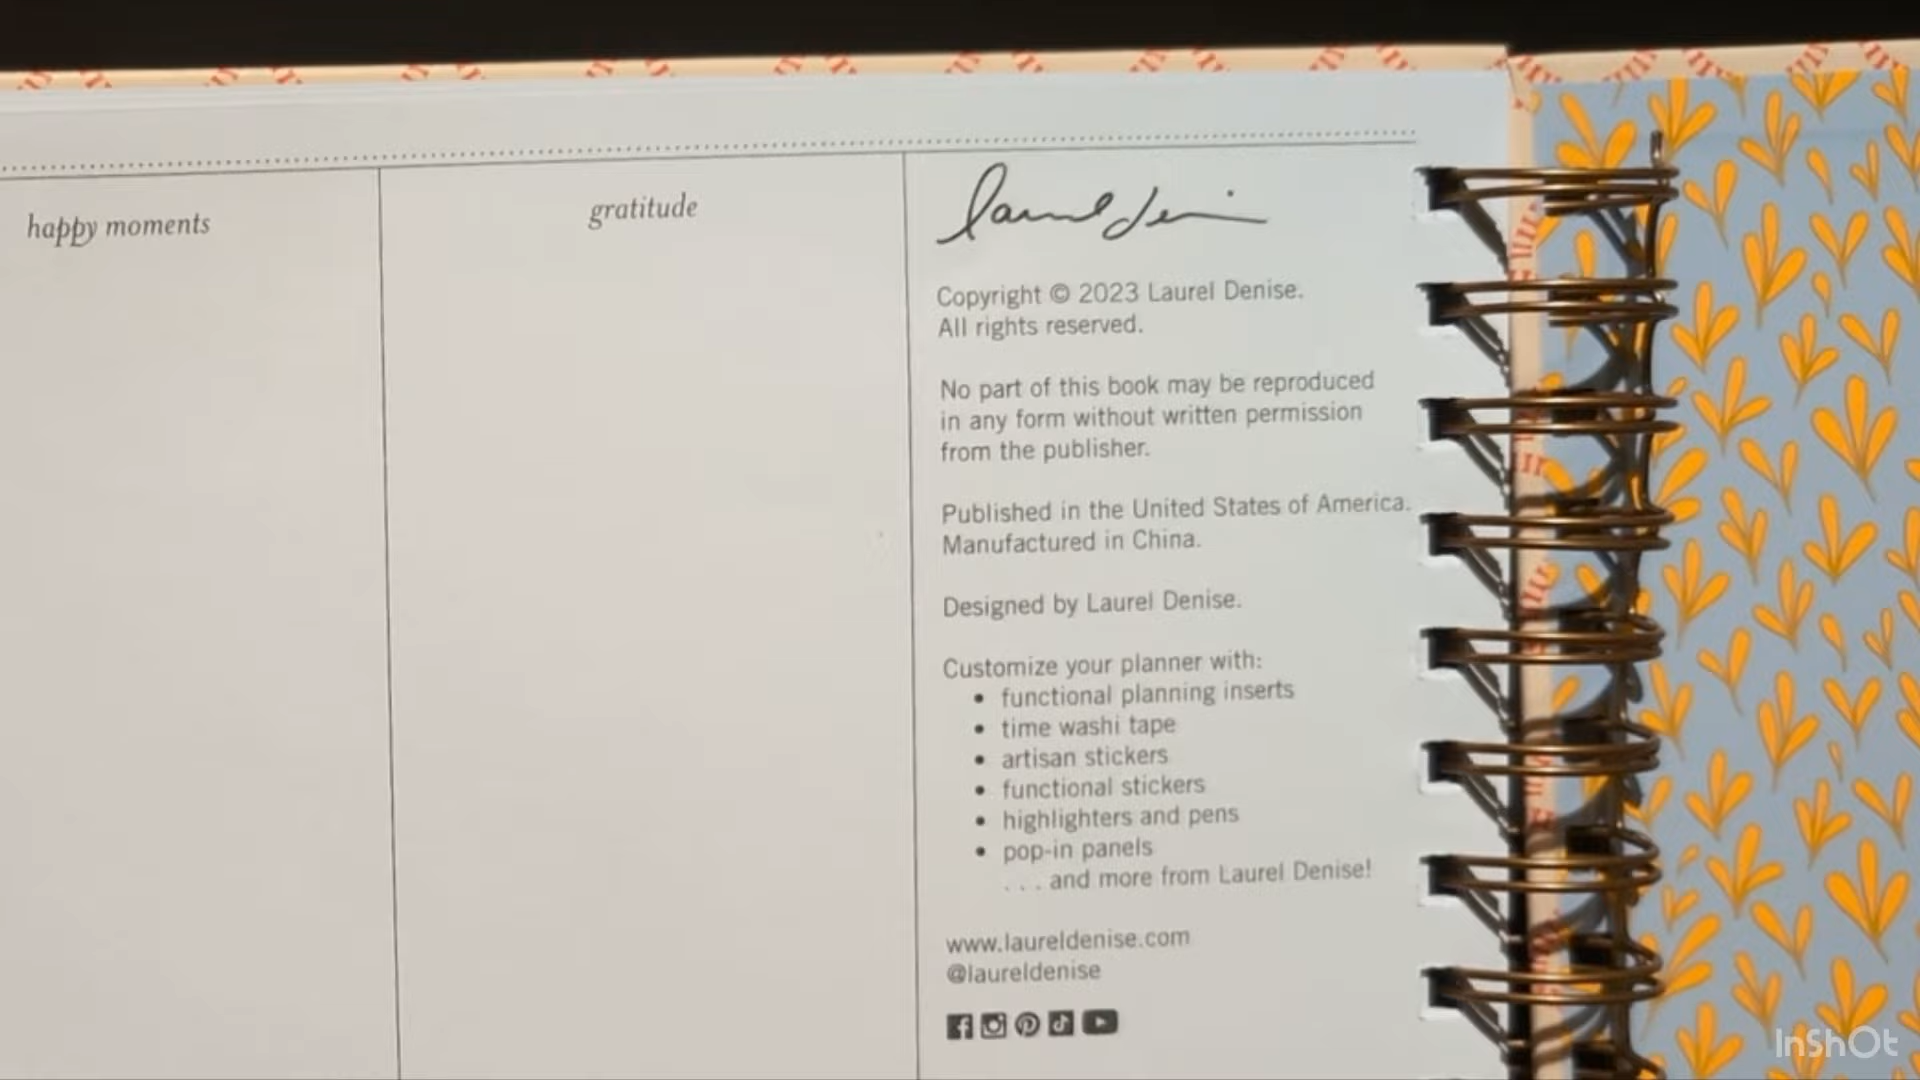 happy moments
gratitude
laurel denise
Copyright © 2023 Laurel Denise.
All rights reserved.
No part of this book may be reproduced
in any form without written permission
from the publisher.
Published in the United States of America.
Manufactured in China.
Designed by Laurel Denise.
Customize your planner with:
• functional planning inserts
• time washi tape
• artisan stickers
• functional stickers
• highlighters and pens
• pop-in panels
. . . and more from Laurel Denise!
www.laureldenise.com
@laureldenise
InShOt